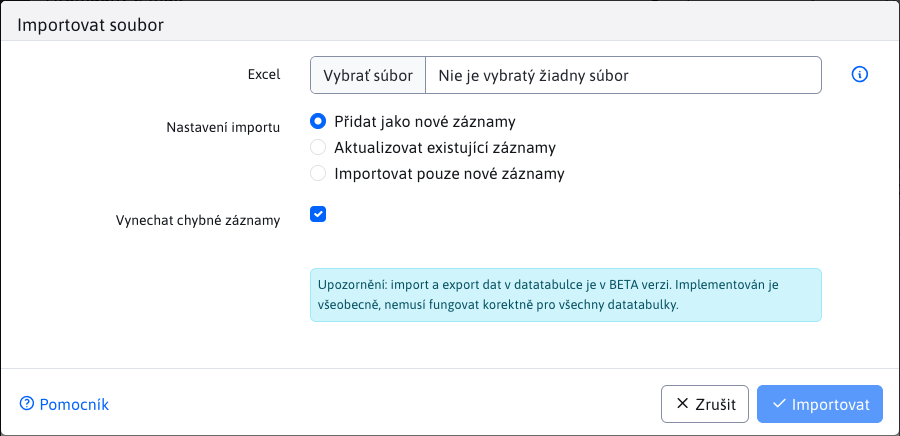 Importovat soubor
Excel
Vybrať súbor
Nie je vybratý žiadny súbor
Nastavení importu
Přidat jako nové záznamy
Aktualizovat existující záznamy
Importovat pouze nové záznamy
Vynechat chybné záznamy
Upozornění: import a export dat v datatabulce je v BETA verzi. Implementován je
všeobecně, nemusí fungovat korektně pro všechny datatabulky.
Pomocník
Zrušit
Importovat